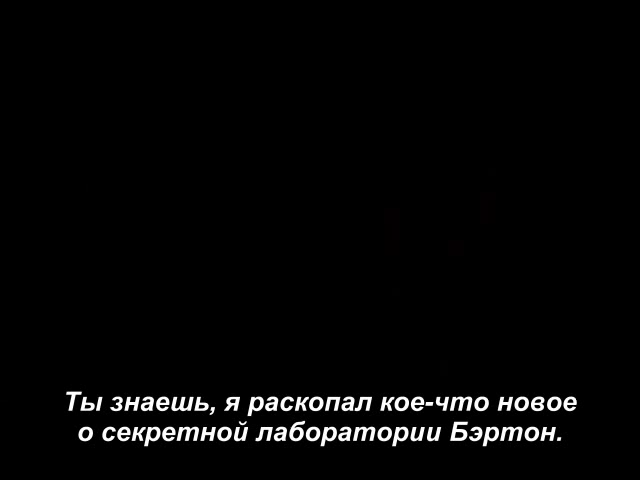 Ты знаешь, я раскопал кое-что новое
о секретной лаборатории Бэртон.